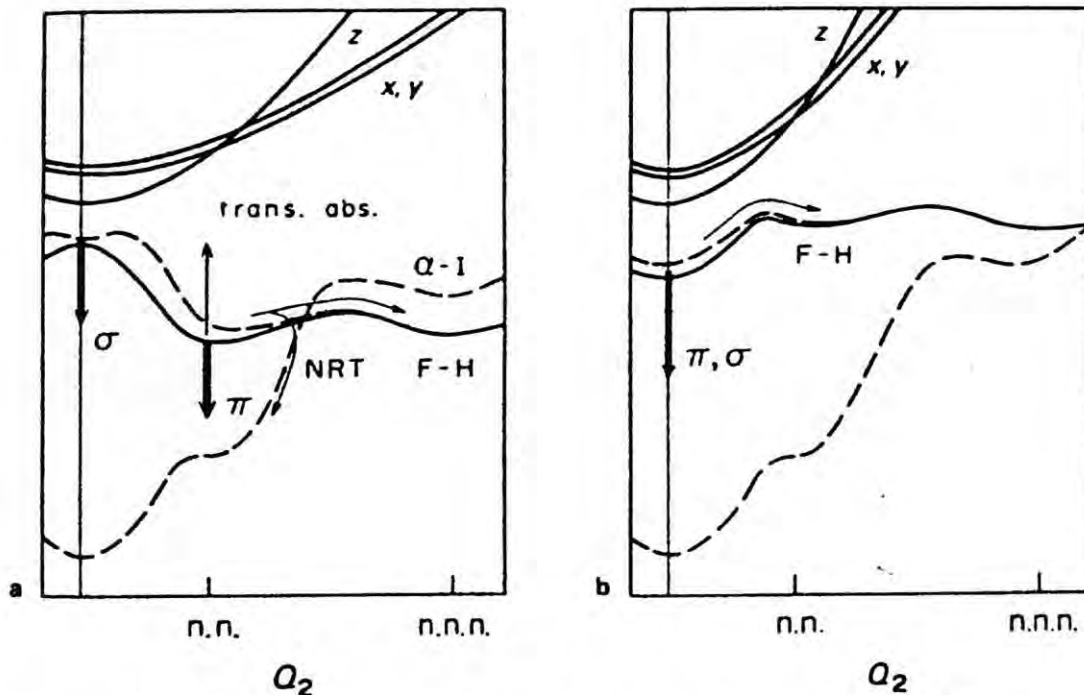 z
x, y
trans. abs.
α-I
σ
NRT
F-H
π
a
n.n.
n.n.n.
Q2
z
x, y
F-H
π, σ
b
n.n.
n.n.n.
Q2